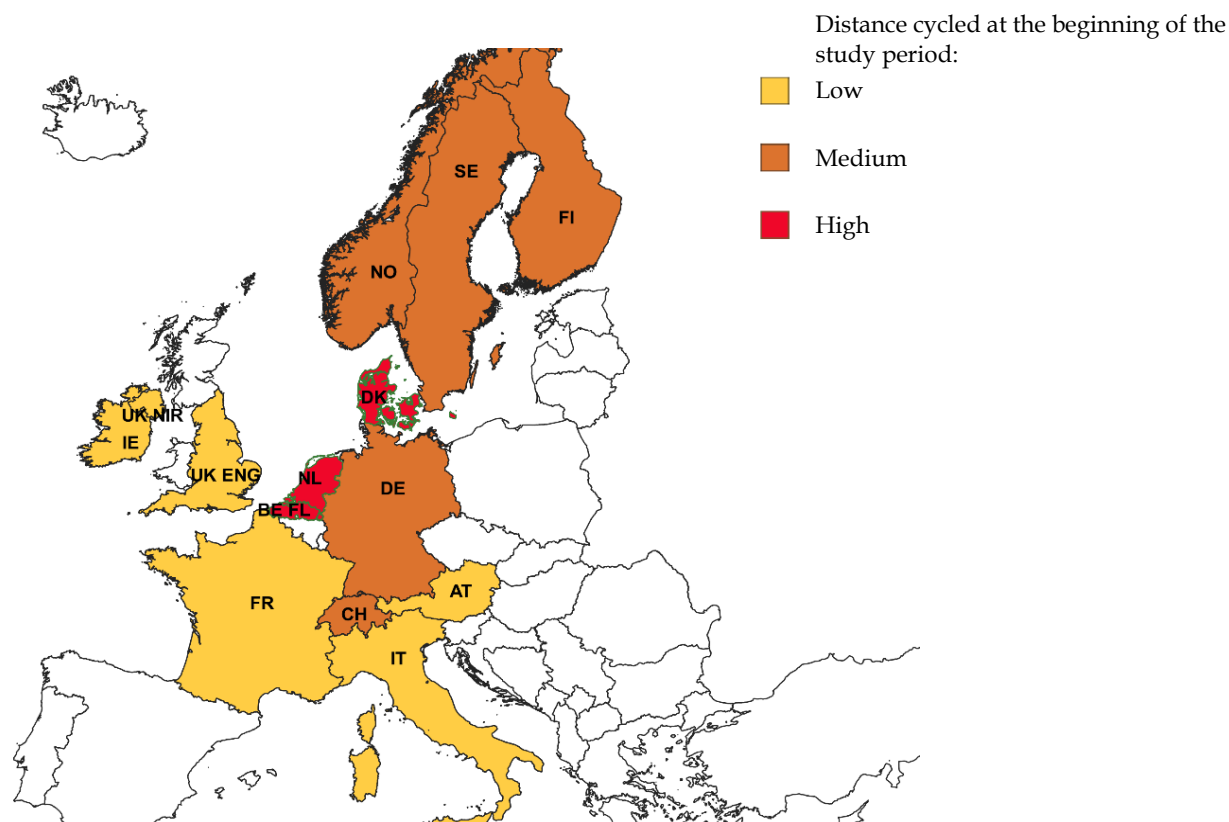 Distance cycled at the beginning of the
study period:
Low
Medium
High
SE
FI
NO
DK
UK NIR
IE
UK ENG
NL
DE
BE FL
AT
FR
CH
IT